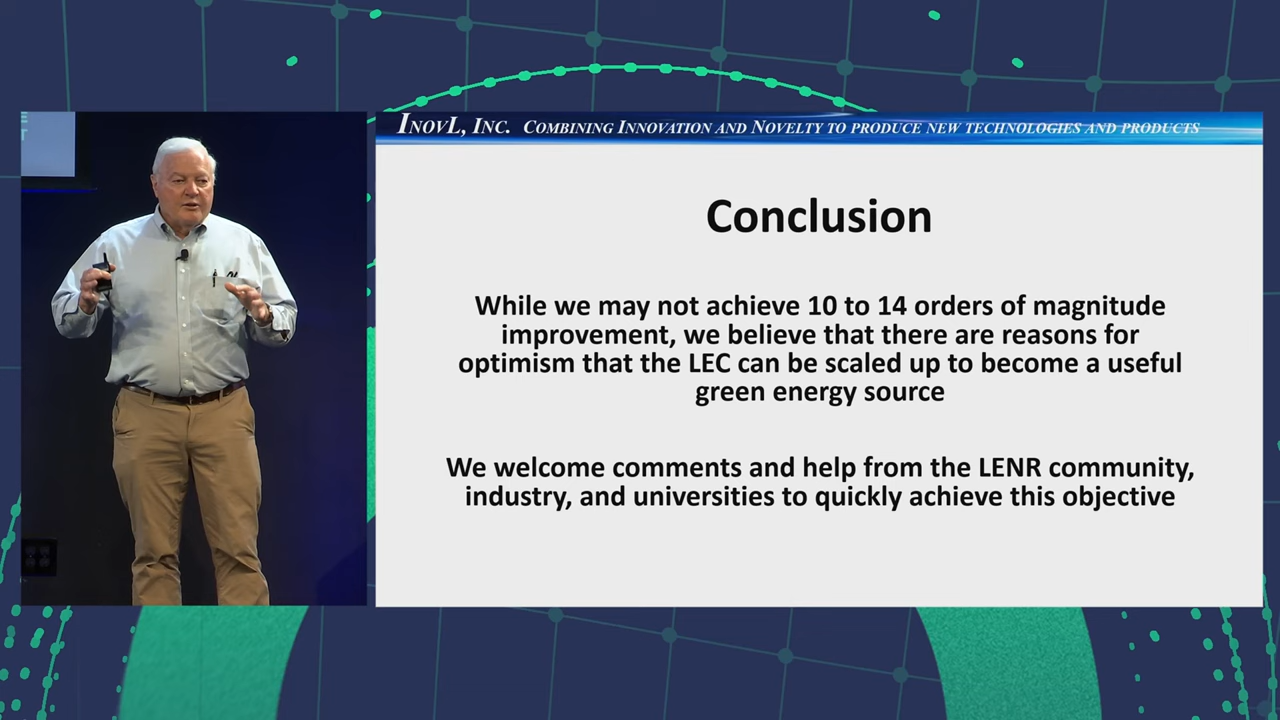 INOVL, INC. COMBINING INNOVATION AND NOVELTY TO PRODUCE NEW TECHNOLOGIES AND PRODUCTS
Conclusion
While we may not achieve 10 to 14 orders of magnitude
improvement, we believe that there are reasons for
optimism that the LEC can be scaled up to become a useful
green energy source
We welcome comments and help from the LENR community,
industry, and universities to quickly achieve this objective